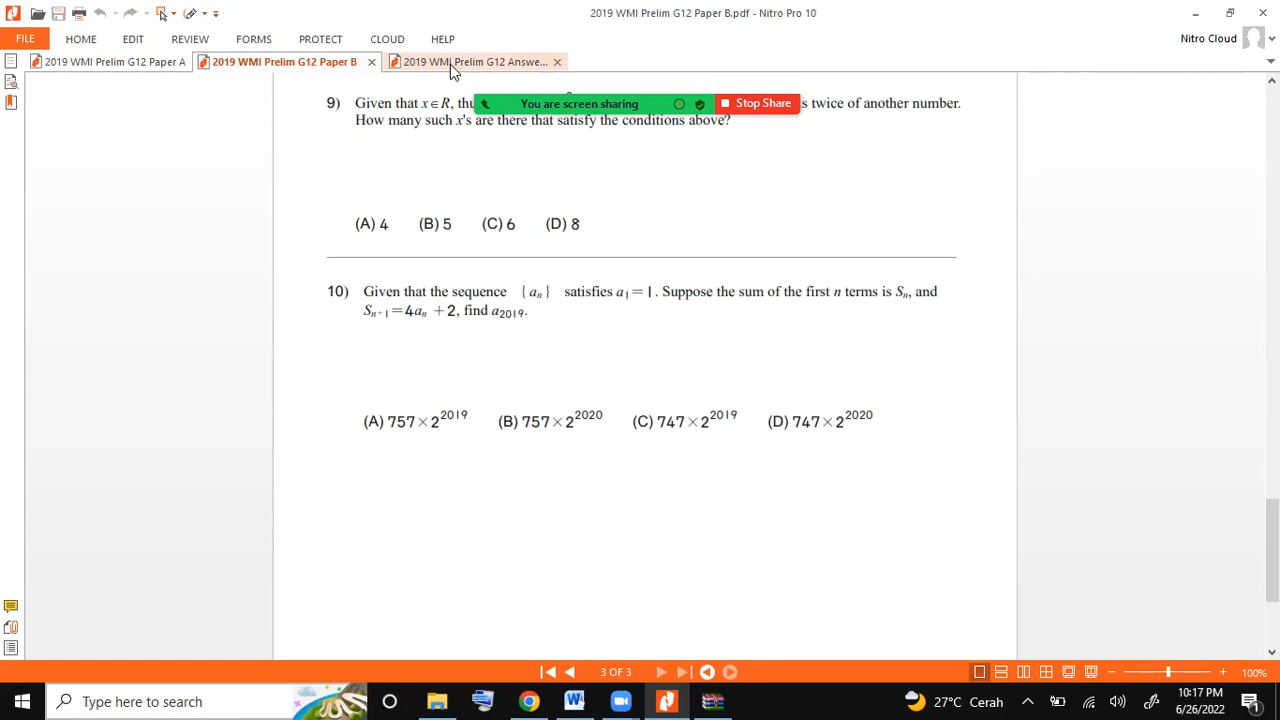 2019 WMI Prelim G12 Paper B.pdf - Nitro Pro 10
FILE HOME EDIT REVIEW FORMS PROTECT CLOUD HELP Nitro Cloud
2019 WMI Prelim G12 Paper A 2019 WMI Prelim G12 Paper B 2019 WMI Prelim G12 Answe...
You are screen sharing Stop Share
9) Given that x∈R, thu s twice of another number.
How many such x's are there that satisfy the conditions above?
(A) 4 (B) 5 (C) 6 (D) 8
10) Given that the sequence {aₙ} satisfies a₁=1. Suppose the sum of the first n terms is Sₙ, and
Sₙ₊₁=4aₙ+2, find a₂₀₁₉.
(A) 757×2²⁰¹⁹ (B) 757×2²⁰²⁰ (C) 747×2²⁰¹⁹ (D) 747×2²⁰²⁰
3 OF 3 100%
Type here to search
27°C Cerah
10:17 PM
6/26/2022
1